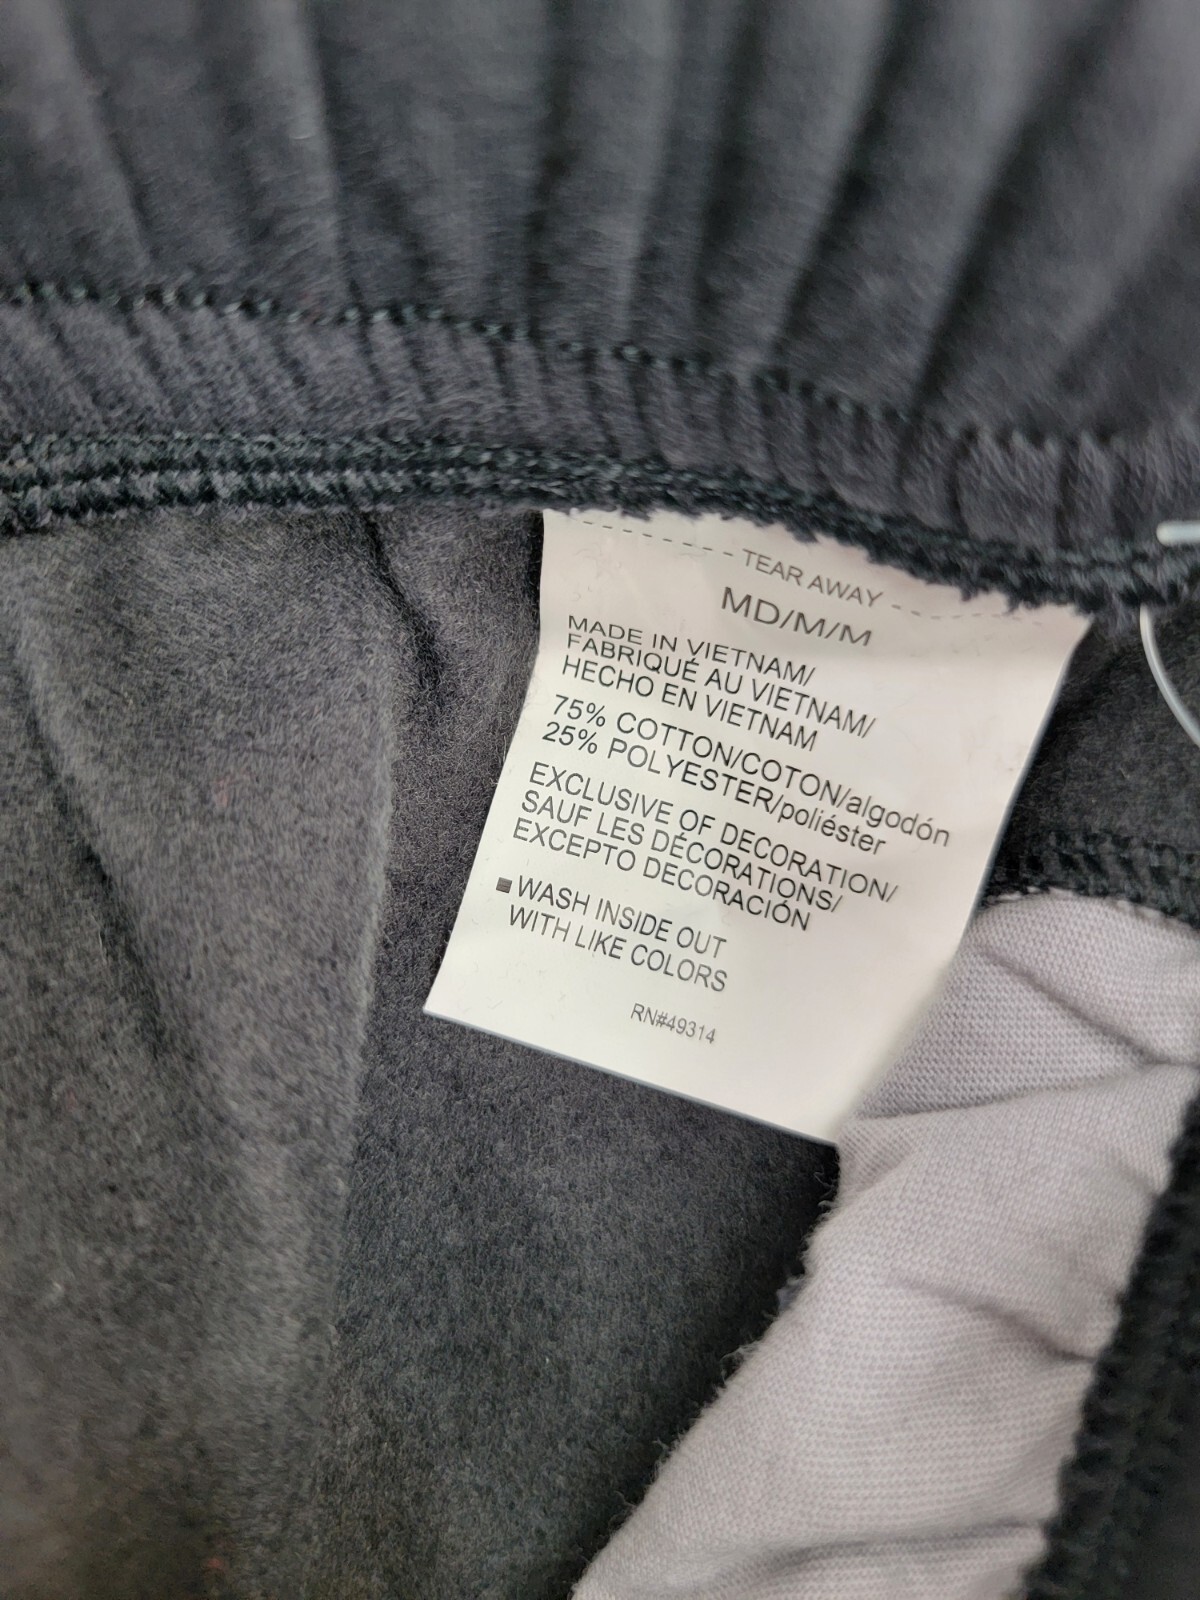 TEAR AWAY
MD/M/M
MADE IN VIETNAM/
FABRIQUÉ AU VIETNAM/
HECHO EN VIETNAM
75% COTTON/COTON/algodón
25% POLYESTER/poliéster
EXCLUSIVE OF DECORATION/
SAUF LES DÉCORATIONS/
EXCEPTO DECORACIÓN
■ WASH INSIDE OUT
WITH LIKE COLORS
RN#49314